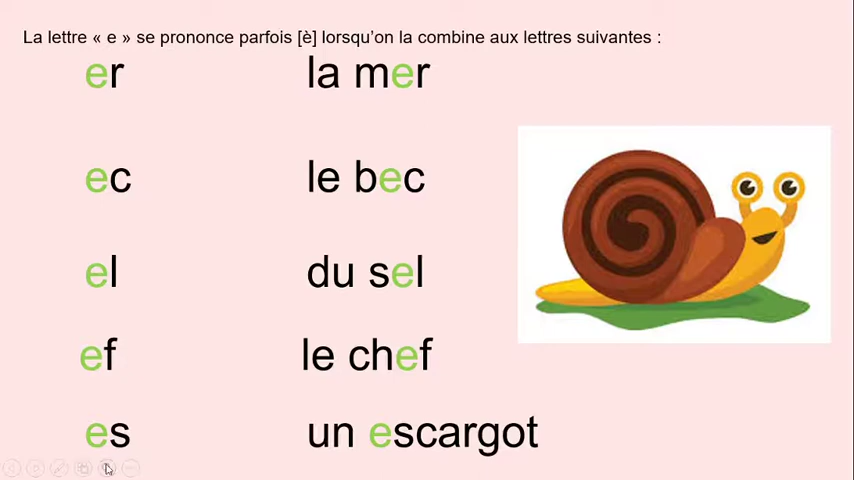 La lettre « e » se prononce parfois [è] lorsqu'on la combine aux lettres suivantes :
er la mer
ec le bec
el du sel
ef le chef
es un escargot